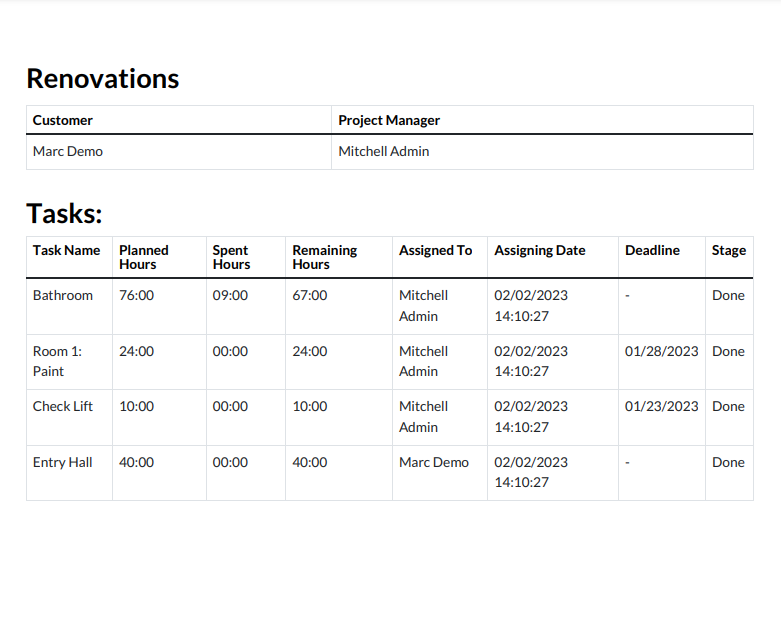 Renovations
Customer Project Manager
Marc Demo Mitchell Admin
Tasks:
Task Name Planned Hours Spent Hours Remaining Hours Assigned To Assigning Date Deadline Stage
Bathroom 76:00 09:00 67:00 Mitchell Admin 02/02/2023 14:10:27 - Done
Room 1: Paint 24:00 00:00 24:00 Mitchell Admin 02/02/2023 14:10:27 01/28/2023 Done
Check Lift 10:00 00:00 10:00 Mitchell Admin 02/02/2023 14:10:27 01/23/2023 Done
Entry Hall 40:00 00:00 40:00 Marc Demo 02/02/2023 14:10:27 - Done